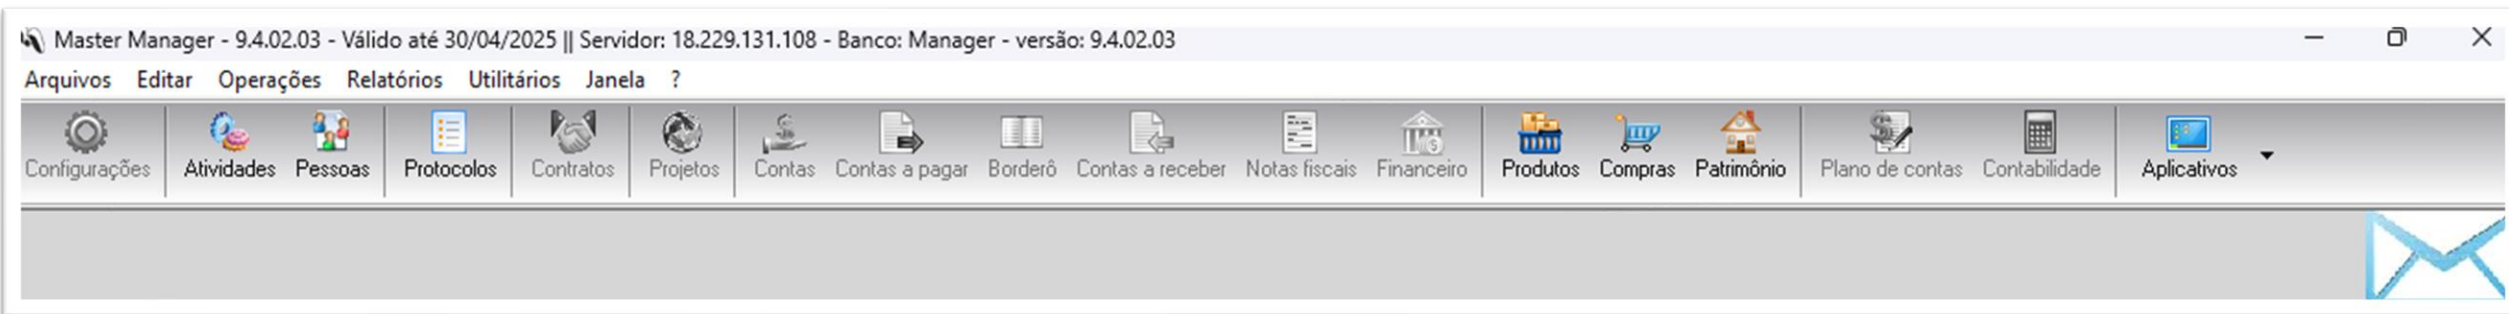 Master Manager - 9.4.02.03 - Válido até 30/04/2025 || Servidor: 18.229.131.108 - Banco: Manager - versão: 9.4.02.03
Arquivos Editar Operações Relatórios Utilitários Janela ?
Configurações Atividades Pessoas Protocolos Contratos Projetos Contas Contas a pagar Borderô Contas a receber Notas fiscais Financeiro Produtos Compras Patrimônio Plano de contas Contabilidade Aplicativos